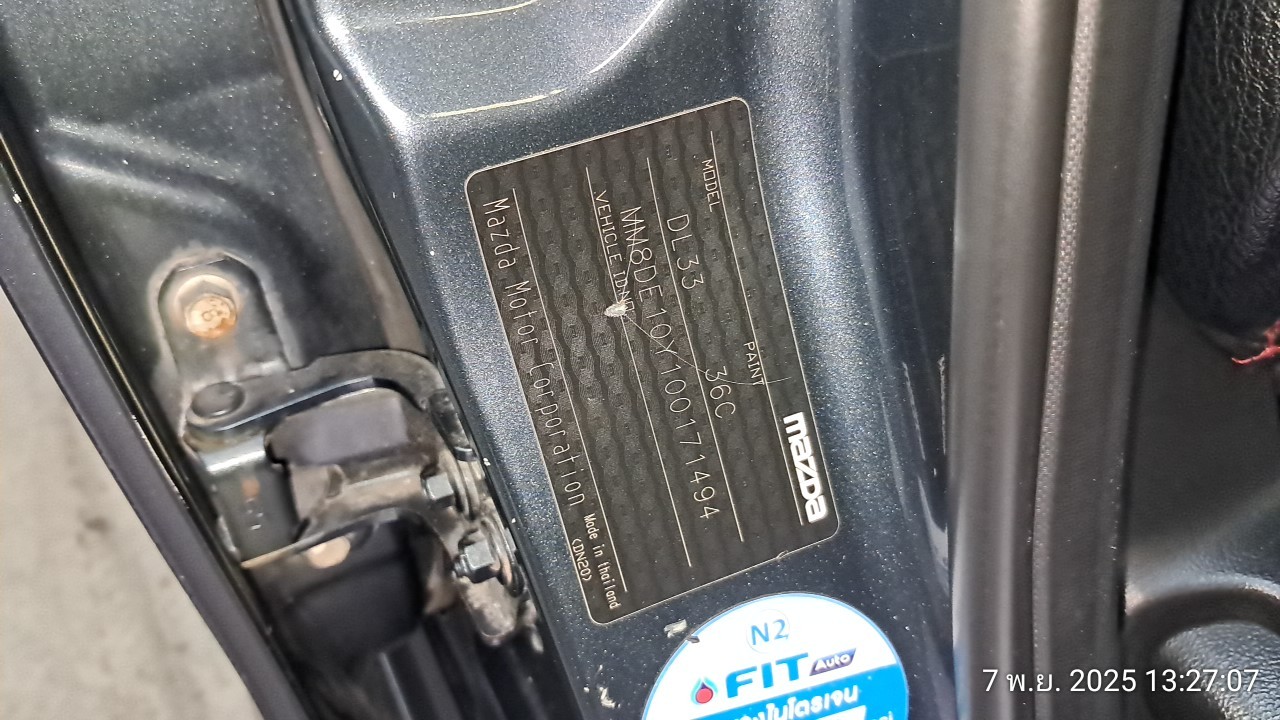 mazda
MODEL PAINT
DL33 36C
MM8DE10Y100171494
VEHICLE ID.NO
Mazda Motor Corporation
Made in thailand
(DN20)
N2
FIT Auto
7 พ.ย. 2025 13:27:07